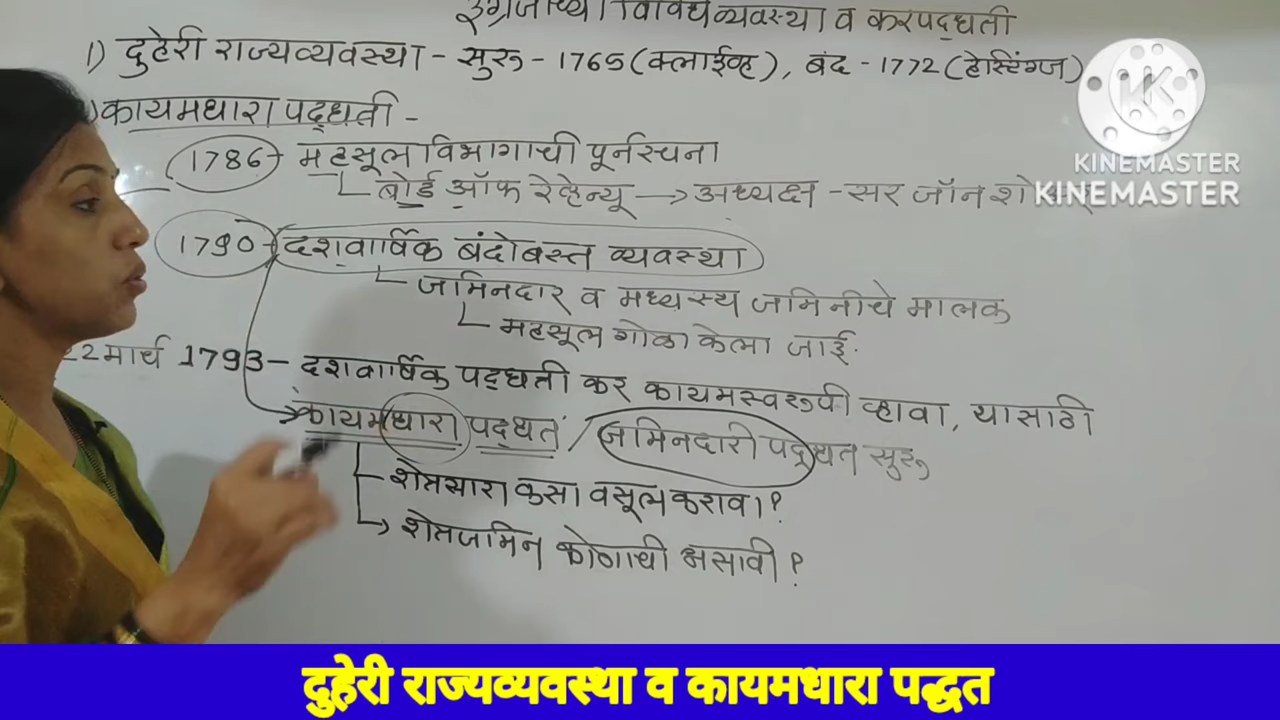 इंग्रजांच्या विविध व्यवस्था व करपद्धती
1) दुहेरी राज्यव्यवस्था - सुरु - 1765 (क्लाईव्ह), बंद - 1772 (हेस्टिंग्ज)
) कायमधारा पद्धती -
1786 - महसूल विभागाची पूर्नरचना
बोर्ड ऑफ रेव्हेन्यू → अध्यक्ष - सर जॉन
1790 - दशवार्षिक बंदोबस्त व्यवस्था
जमिनदार व मध्यस्थ जमिनीचे मालक
महसूल गोळा केला जाई.
22 मार्च 1793 - दशवार्षिक पद्धती कर कायमस्वरूपी व्हावा, यासाठी
कायमधारा पद्धत / जमिनदारी पद्धत सुरु
शेतसारा कसा वसूल करावा?
शेतजमिन कोणाची असावी?
KINEMASTER
KINEMASTER
दुहेरी राज्यव्यवस्था व कायमधारा पद्धत